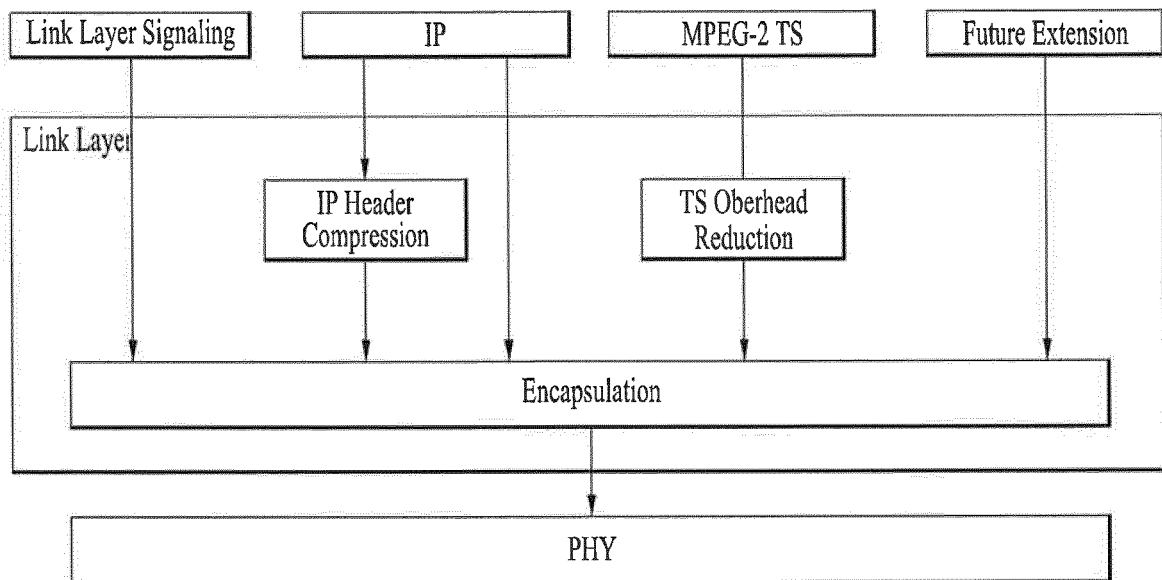 Link Layer Signaling
IP
MPEG-2 TS
Future Extension
Link Layer
IP Header
Compression
TS Oberhead
Reduction
Encapsulation
PHY